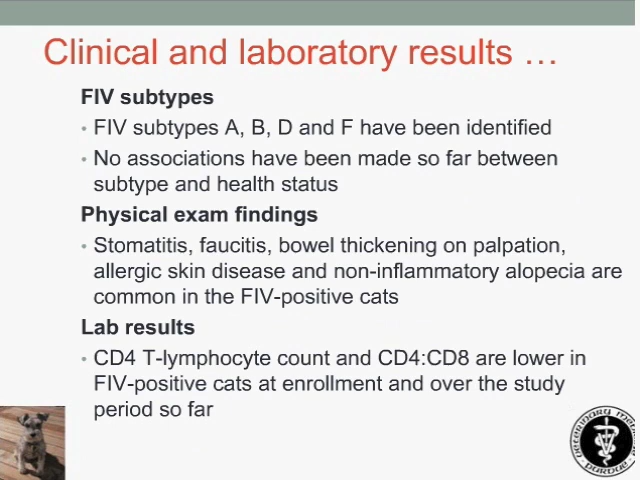 Clinical and laboratory results …
FIV subtypes
• FIV subtypes A, B, D and F have been identified
• No associations have been made so far between
subtype and health status
Physical exam findings
• Stomatitis, faucitis, bowel thickening on palpation,
allergic skin disease and non-inflammatory alopecia are
common in the FIV-positive cats
Lab results
• CD4 T-lymphocyte count and CD4:CD8 are lower in
FIV-positive cats at enrollment and over the study
period so far
VETERINARY
PURDUE